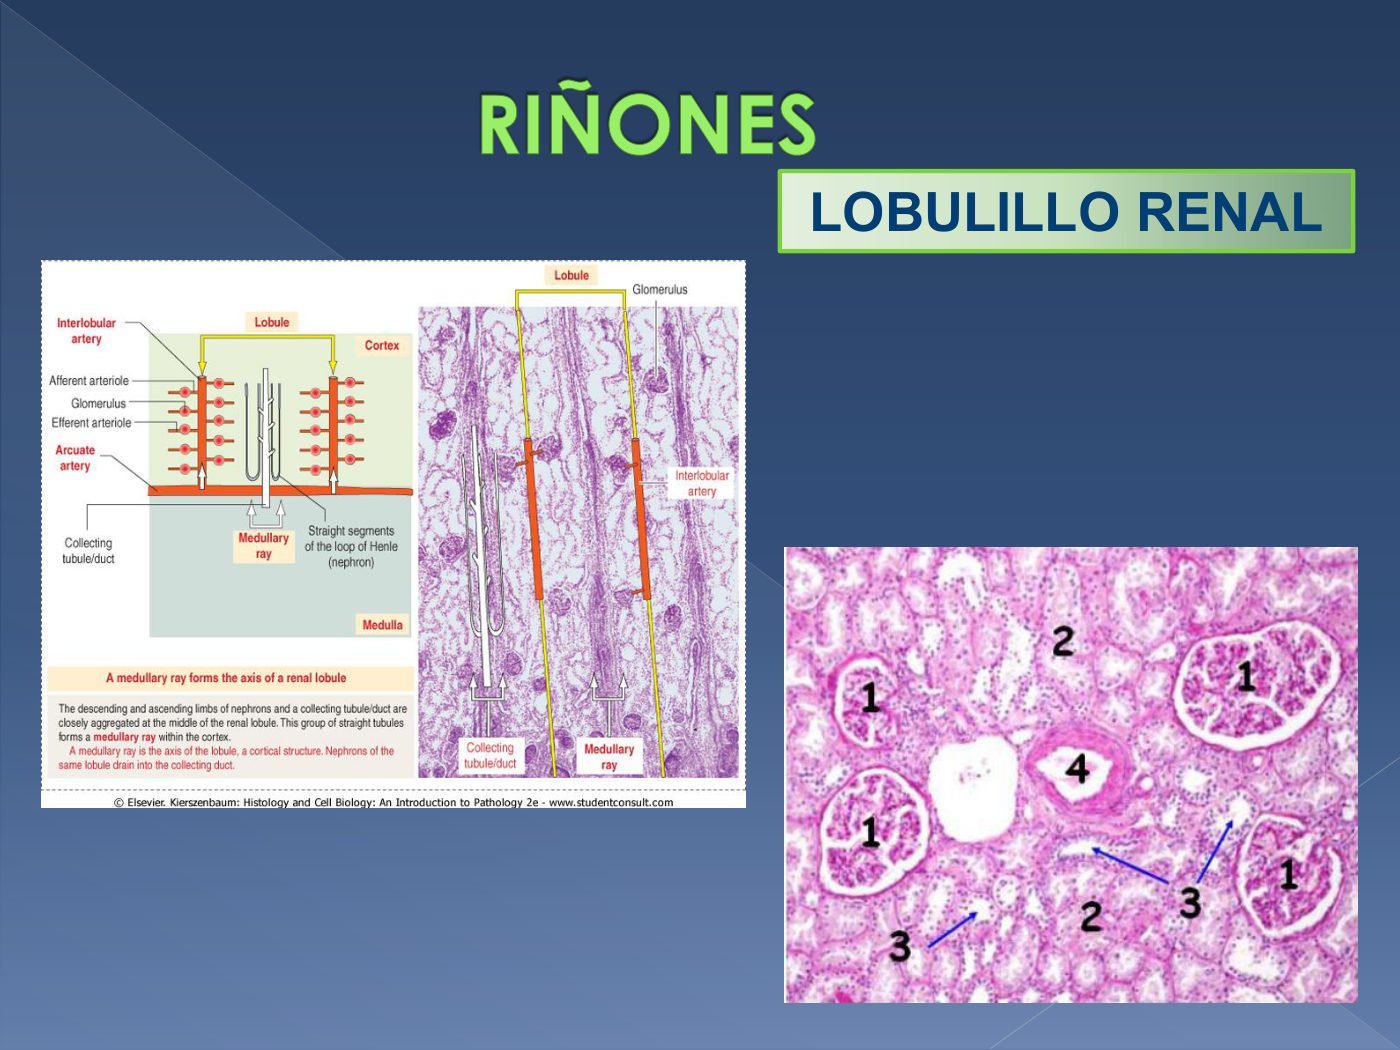 RIÑONES
LOBULILLO RENAL
Lobule
Glomerulus
Interlobular
artery
Lobule
Cortex
Afferent arteriole
Glomerulus
Efferent arteriole
Arcuate
artery
Collecting
tubule/duct
Medullary
ray
Straight segments
of the loop of Henle
(nephron)
Medulla
Interlobular
artery
Collecting
tubule/duct
Medullary
ray
A medullary ray forms the axis of a renal lobule
The descending and ascending limbs of nephrons and a collecting tubule/duct are
closely aggregated at the middle of the renal lobule. This group of straight tubules
forms a medullary ray within the cortex.
A medullary ray is the axis of the lobule, a cortical structure. Nephrons of the
same lobule drain into the collecting duct.
© Elsevier. Kierszenbaum: Histology and Cell Biology: An Introduction to Pathology 2e - www.studentconsult.com
2
1
1
4
1
1
3
2
3